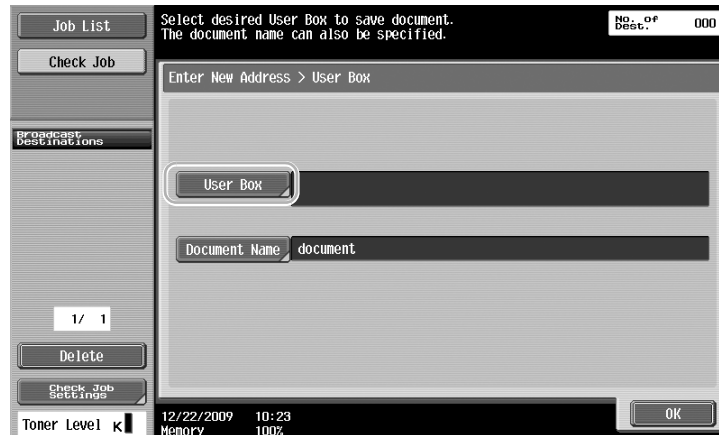 Job List
Check Job
Select desired User Box to save document.
The document name can also be specified.
No. of
Dest.
000
Enter New Address > User Box
Broadcast
Destinations
User Box
Document Name
document
1/ 1
Delete
Check Job
Settings
Toner Level K
12/22/2009 10:23
Memory 100%
OK